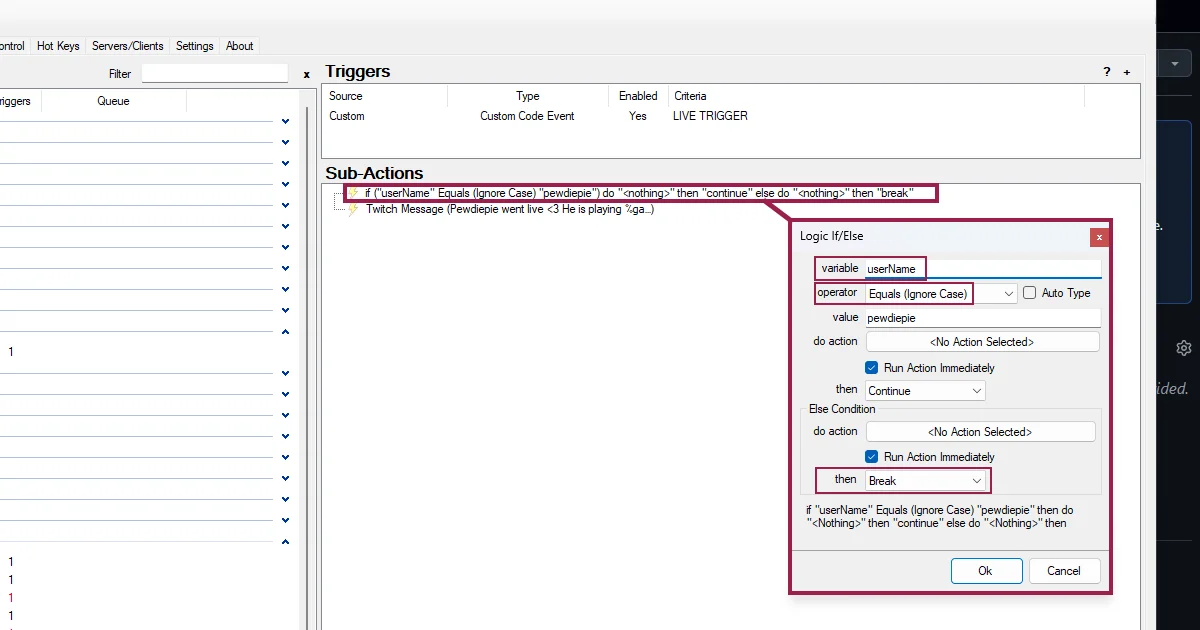 ontrol Hot Keys Servers/Clients Settings About
Filter x
riggers Queue
1
1
1
1
1
Triggers ? +
Source Type Enabled Criteria
Custom Custom Code Event Yes LIVE TRIGGER
Sub-Actions
if ("userName" Equals (Ignore Case) "pewdiepie") do "<nothing>" then "continue" else do "<nothing>" then "break"
Twitch Message (Pewdiepie went live <3 He is playing %ga...)
Logic If/Else x
variable userName
operator Equals (Ignore Case) Auto Type
value pewdiepie
do action <No Action Selected>
Run Action Immediately
then Continue
Else Condition
do action <No Action Selected>
Run Action Immediately
then Break
if "userName" Equals (Ignore Case) "pewdiepie" then do
"<Nothing>" then "continue" else do "<Nothing>" then
Ok Cancel
e.
ided.